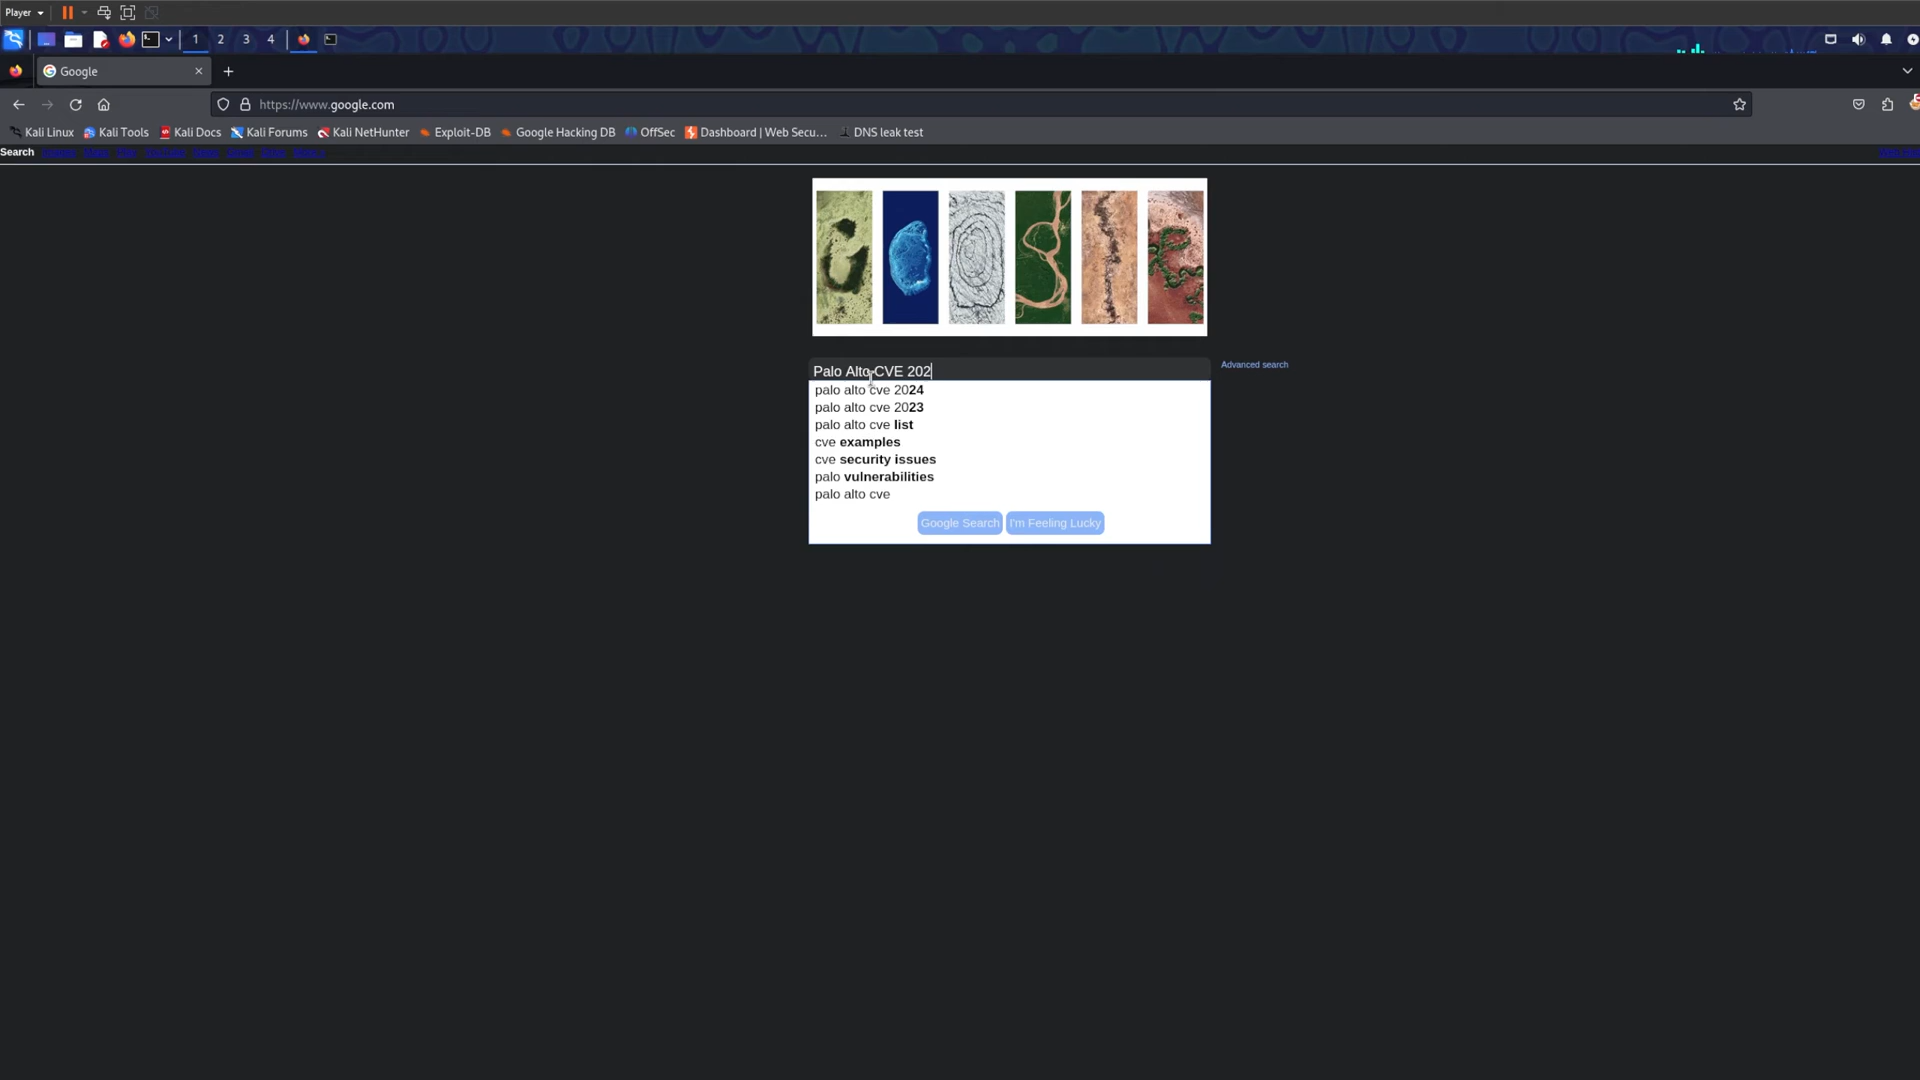 Player
1 2 3 4
Google
https://www.google.com
Kali Linux Kali Tools Kali Docs Kali Forums Kali NetHunter Exploit-DB Google Hacking DB OffSec Dashboard | Web Secu... DNS leak test
Search
Palo Alto CVE 202
Advanced search
palo alto cve 2024
palo alto cve 2023
palo alto cve list
cve examples
cve security issues
palo vulnerabilities
palo alto cve
Google Search I'm Feeling Lucky